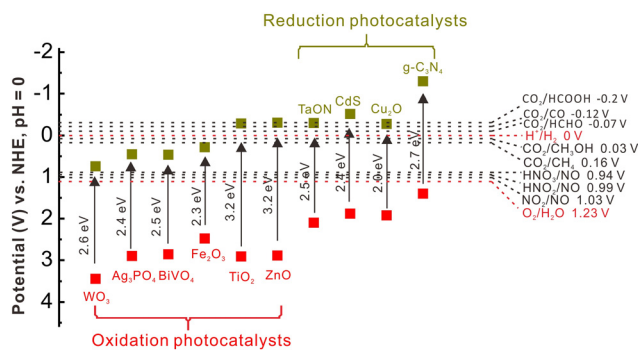 Reduction photocatalysts
-2
-1
0
1
2
3
4
Potential (V) vs. NHE, pH = 0
g-C₃N₄
CdS
TaON
Cu₂O
2.6 eV
2.4 eV
2.5 eV
2.3 eV
3.2 eV
3.2 eV
2.5 eV
2.0 eV
2.7 eV
WO₃
Ag₃PO₄
BiVO₄
Fe₂O₃
TiO₂
ZnO
Oxidation photocatalysts
CO₂/HCOOH -0.2 V
CO₂/CO -0.12 V
CO₂/HCHO -0.07 V
H⁺/H₂ 0 V
CO₂/CH₃OH 0.03 V
CO₂/CH₄ 0.16 V
HNO₃/NO 0.94 V
HNO₂/NO 0.99 V
NO₂/NO 1.03 V
O₂/H₂O 1.23 V